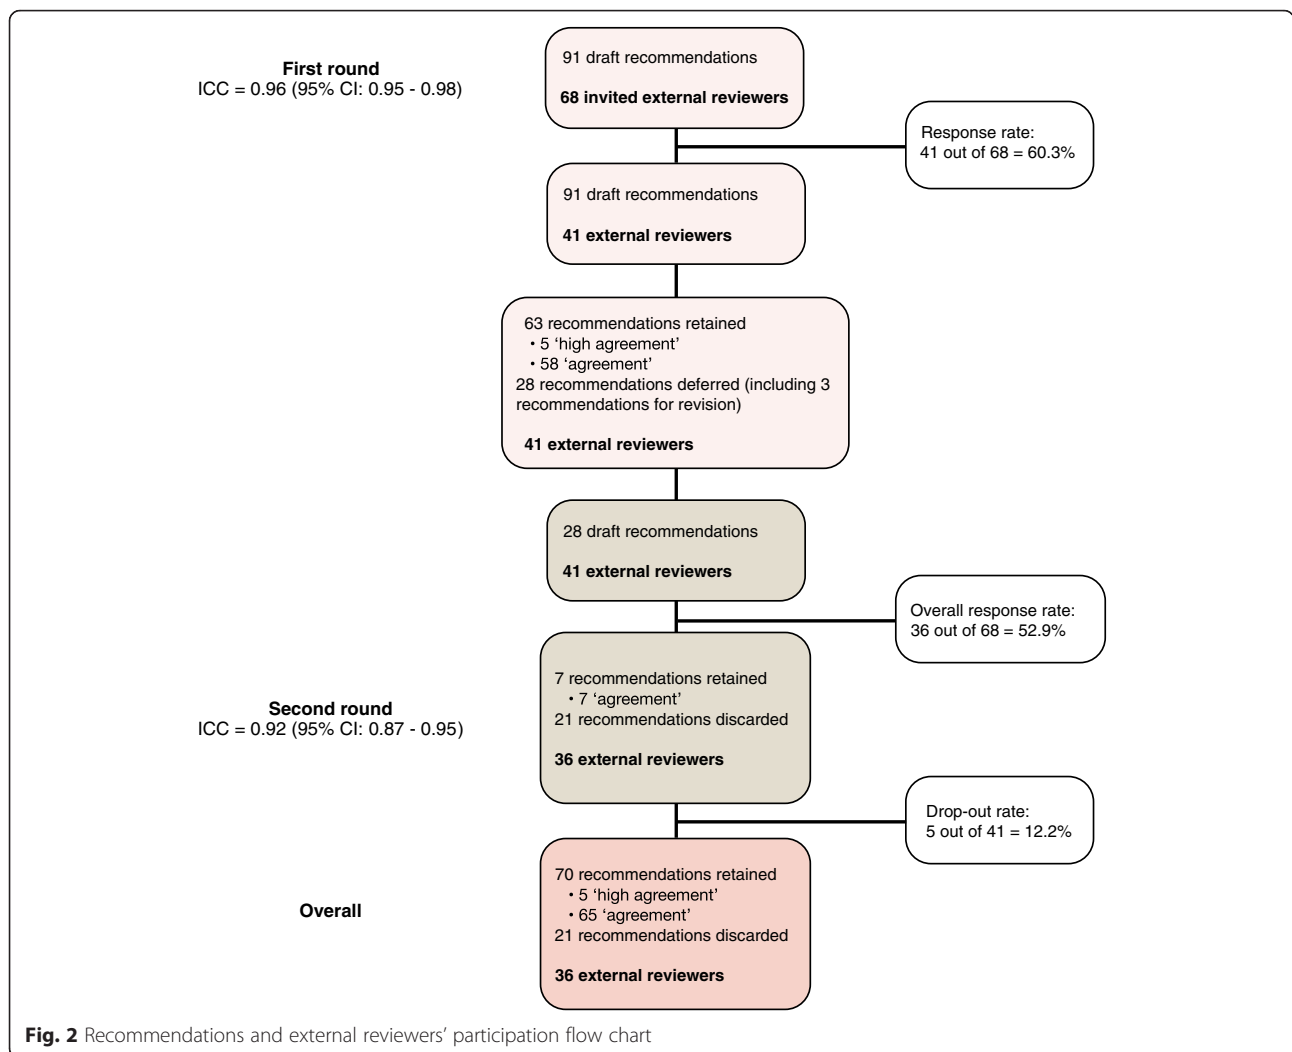 First round
ICC = 0.96 (95% CI: 0.95 - 0.98)
91 draft recommendations
68 invited external reviewers
Response rate:
41 out of 68 = 60.3%
91 draft recommendations
41 external reviewers
63 recommendations retained
• 5 ‘high agreement’
• 58 ‘agreement’
28 recommendations deferred (including 3
recommendations for revision)
41 external reviewers
28 draft recommendations
41 external reviewers
Overall response rate:
36 out of 68 = 52.9%
Second round
ICC = 0.92 (95% CI: 0.87 - 0.95)
7 recommendations retained
• 7 ‘agreement’
21 recommendations discarded
36 external reviewers
Drop-out rate:
5 out of 41 = 12.2%
Overall
70 recommendations retained
• 5 ‘high agreement’
• 65 ‘agreement’
21 recommendations discarded
36 external reviewers
Fig. 2 Recommendations and external reviewers’ participation flow chart